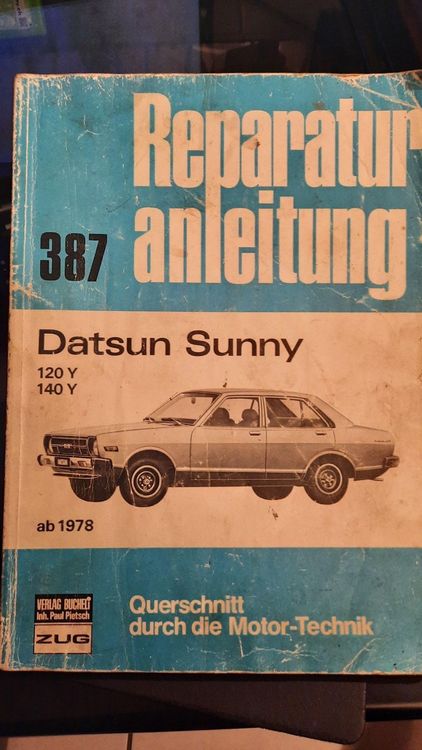 Reparatur
anleitung
387
Datsun Sunny
120 Y
140 Y
ab 1978
VERLAG BUCHELI
Inh. Paul Pietsch
ZUG
Querschnitt
durch die Motor-Technik